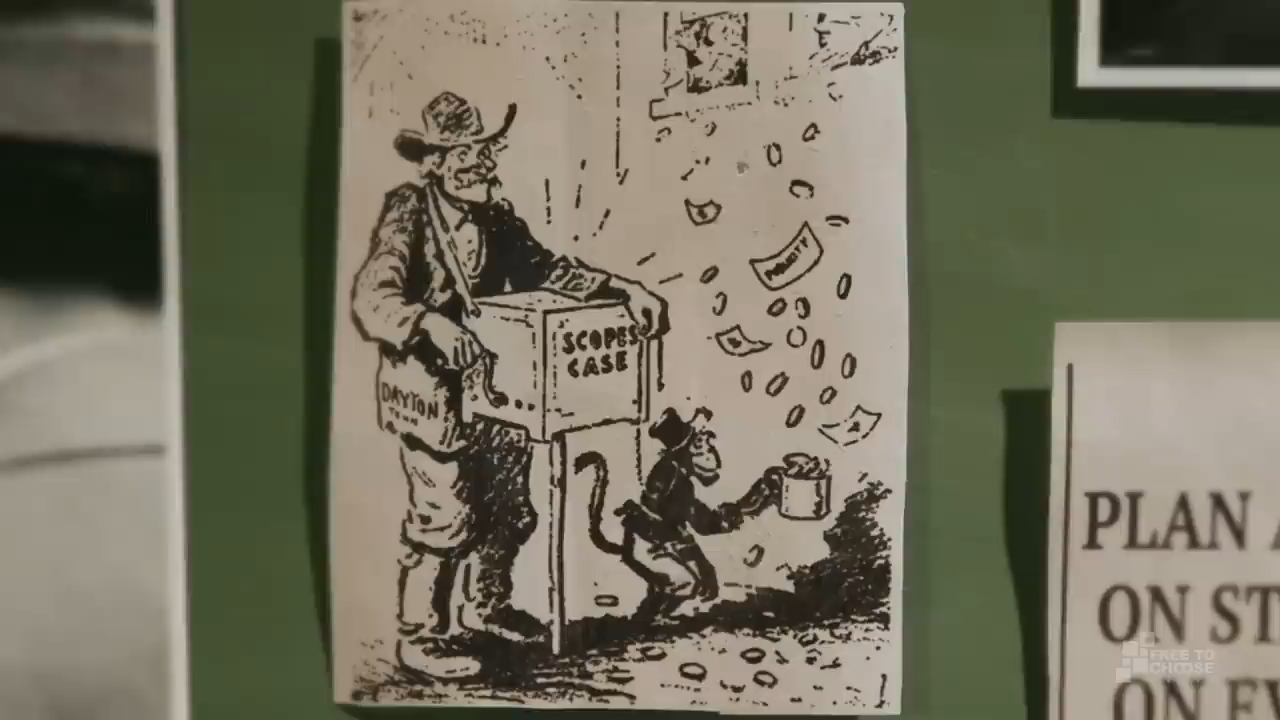 PUBLICITY
SCOPES
CASE
DAYTON
TENN
PLAN
ON ST
ON EV
FREE TO
CHOOSE